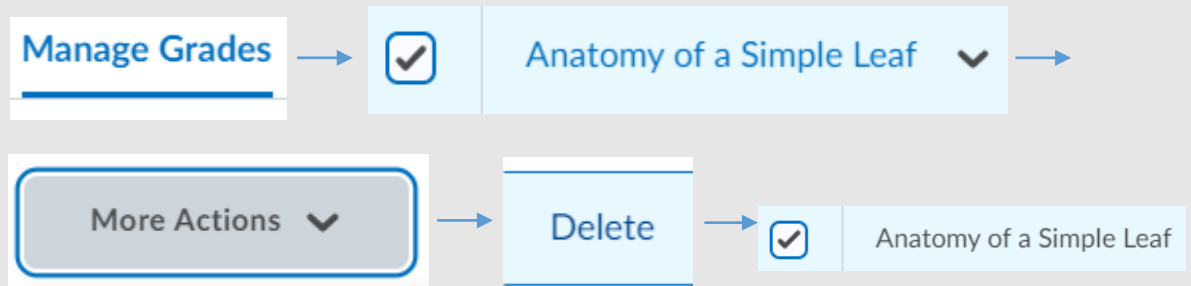 Manage Grades
Anatomy of a Simple Leaf
More Actions
Delete
Anatomy of a Simple Leaf